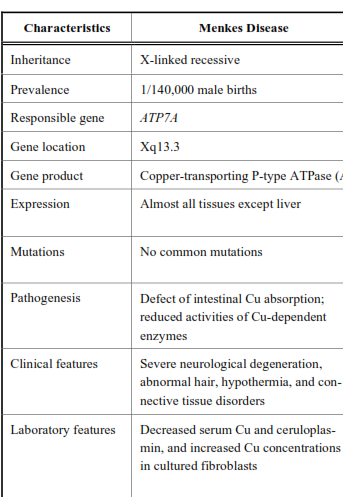 Characteristics Menkes Disease
Inheritance X-linked recessive
Prevalence 1/140,000 male births
Responsible gene ATP7A
Gene location Xq13.3
Gene product Copper-transporting P-type ATPase (
Expression Almost all tissues except liver
Mutations No common mutations
Pathogenesis Defect of intestinal Cu absorption;
reduced activities of Cu-dependent
enzymes
Clinical features Severe neurological degeneration,
abnormal hair, hypothermia, and con-
nective tissue disorders
Laboratory features Decreased serum Cu and ceruloplas-
min, and increased Cu concentrations
in cultured fibroblasts